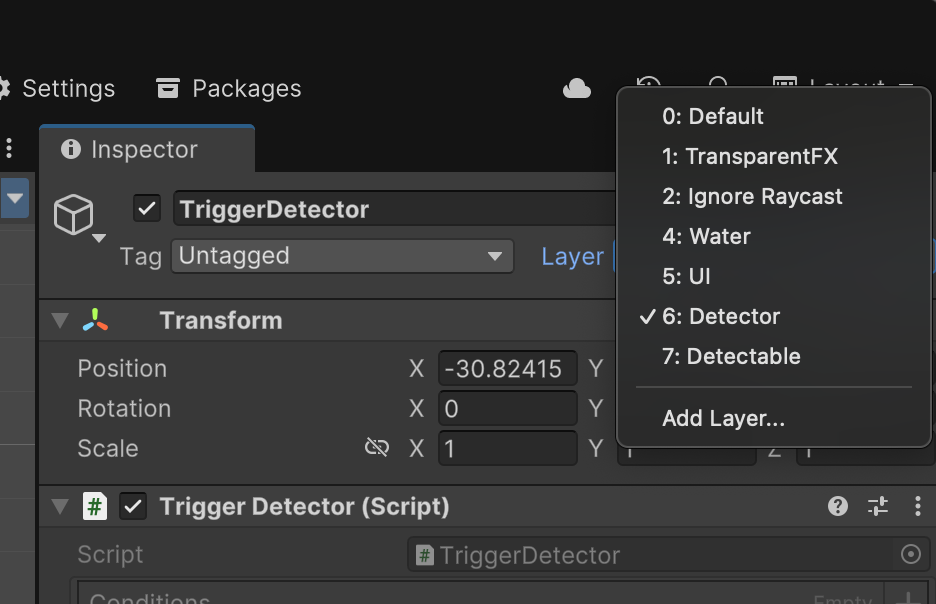 Settings
Packages
Layout
Inspector
TriggerDetector
Tag
Untagged
Layer
0: Default
1: TransparentFX
2: Ignore Raycast
4: Water
5: UI
6: Detector
7: Detectable
Add Layer...
Transform
Position X -30.82415 Y
Rotation X 0 Y
Scale X 1 Y 1 Z 1
# Trigger Detector (Script)
Script # TriggerDetector
Conditions Empty